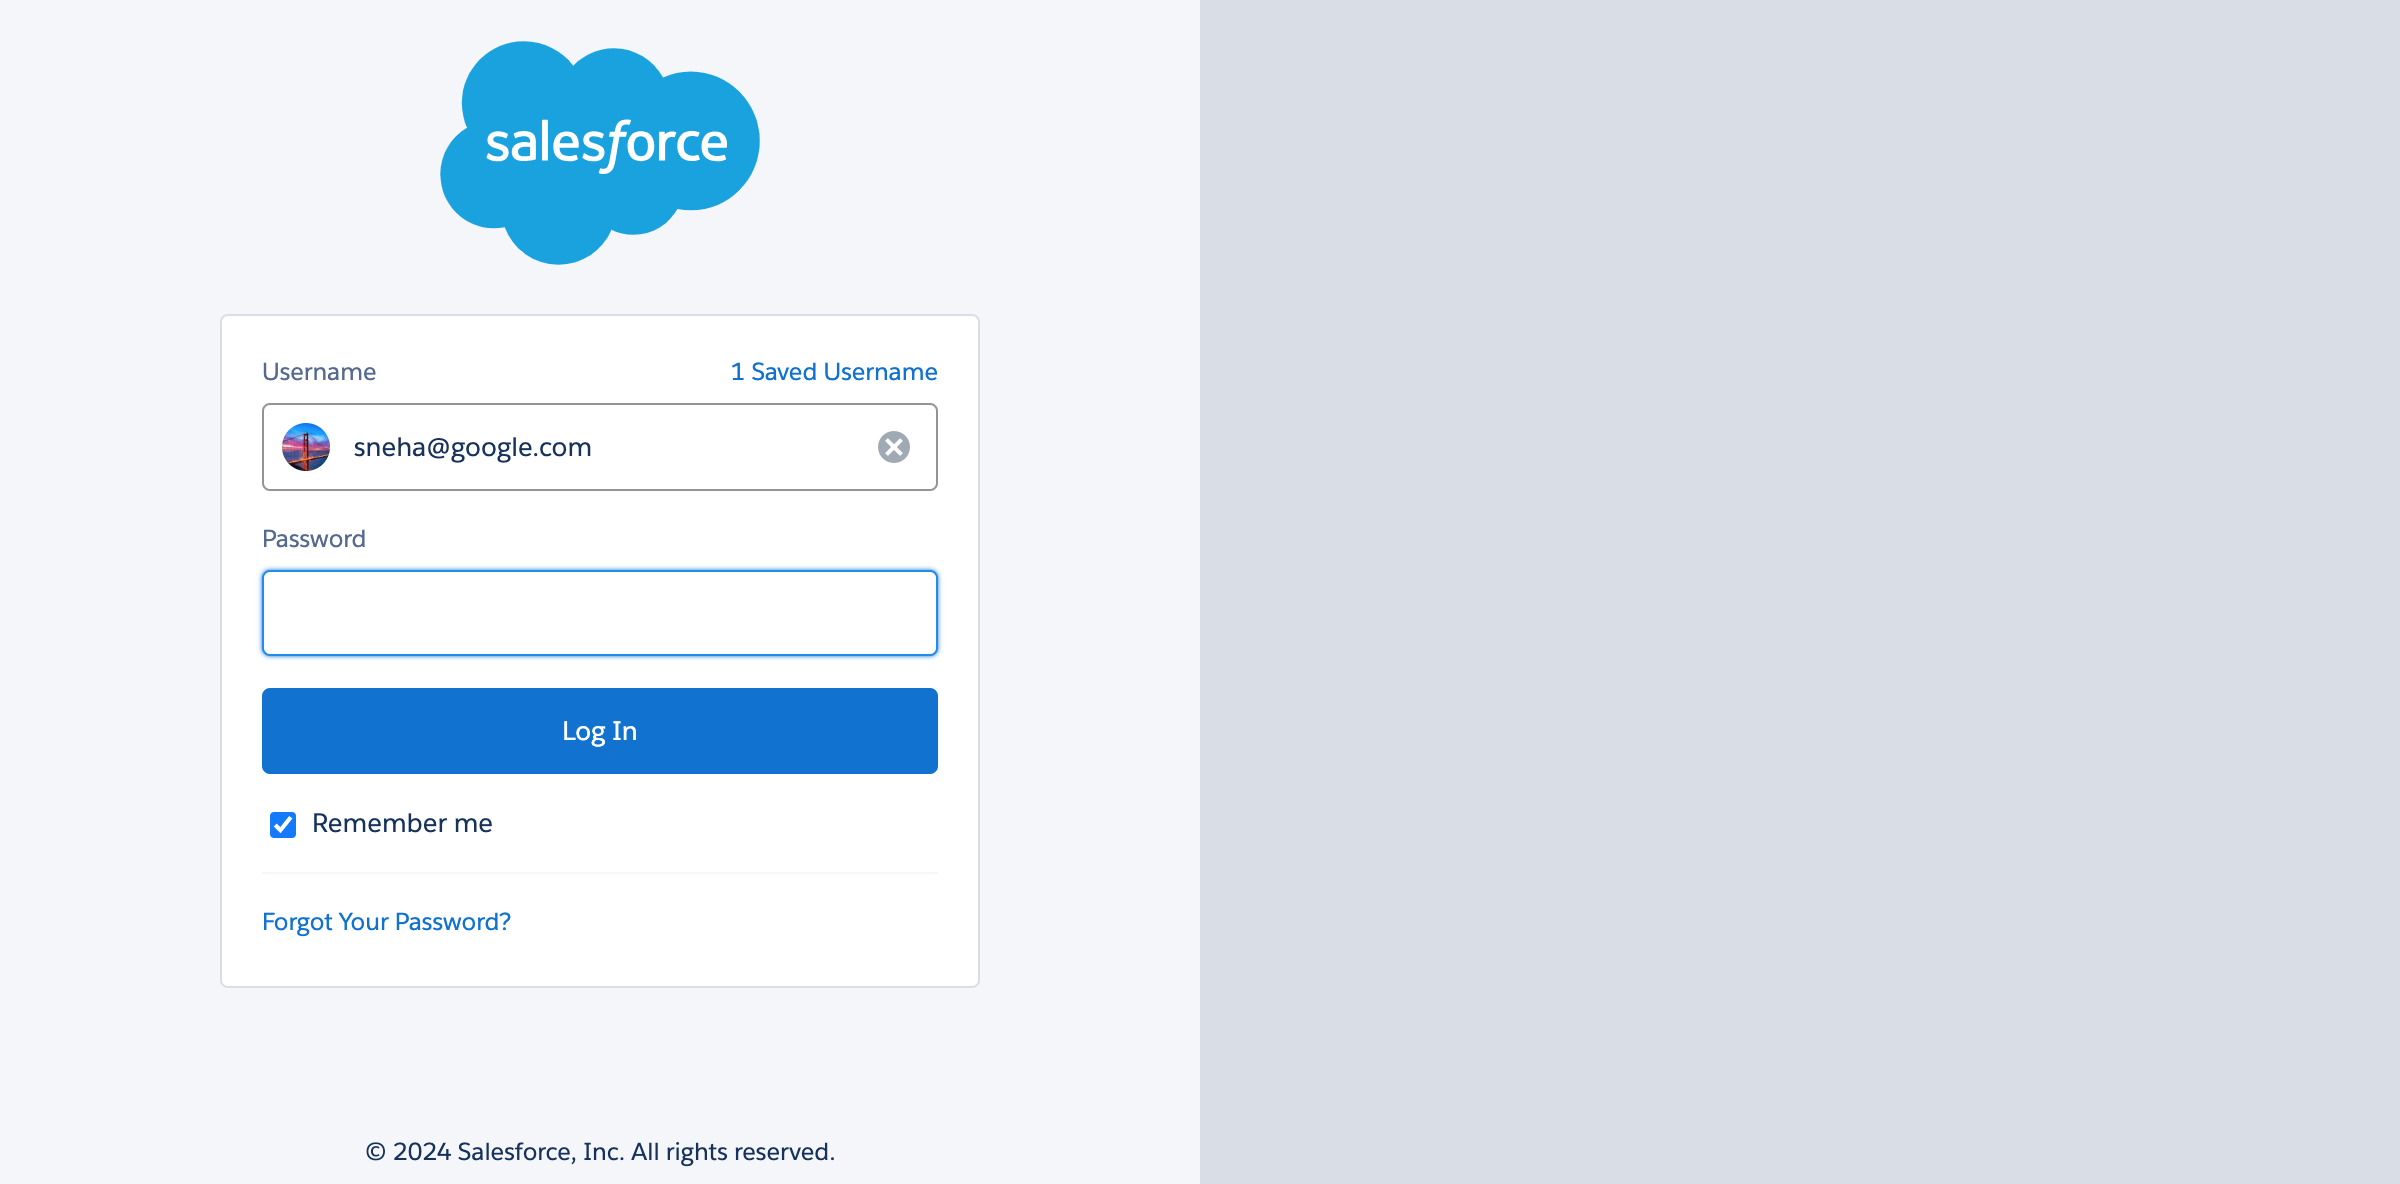 salesforce
Username
1 Saved Username
sneha@google.com
Password
Log In
Remember me
Forgot Your Password?
© 2024 Salesforce, Inc. All rights reserved.